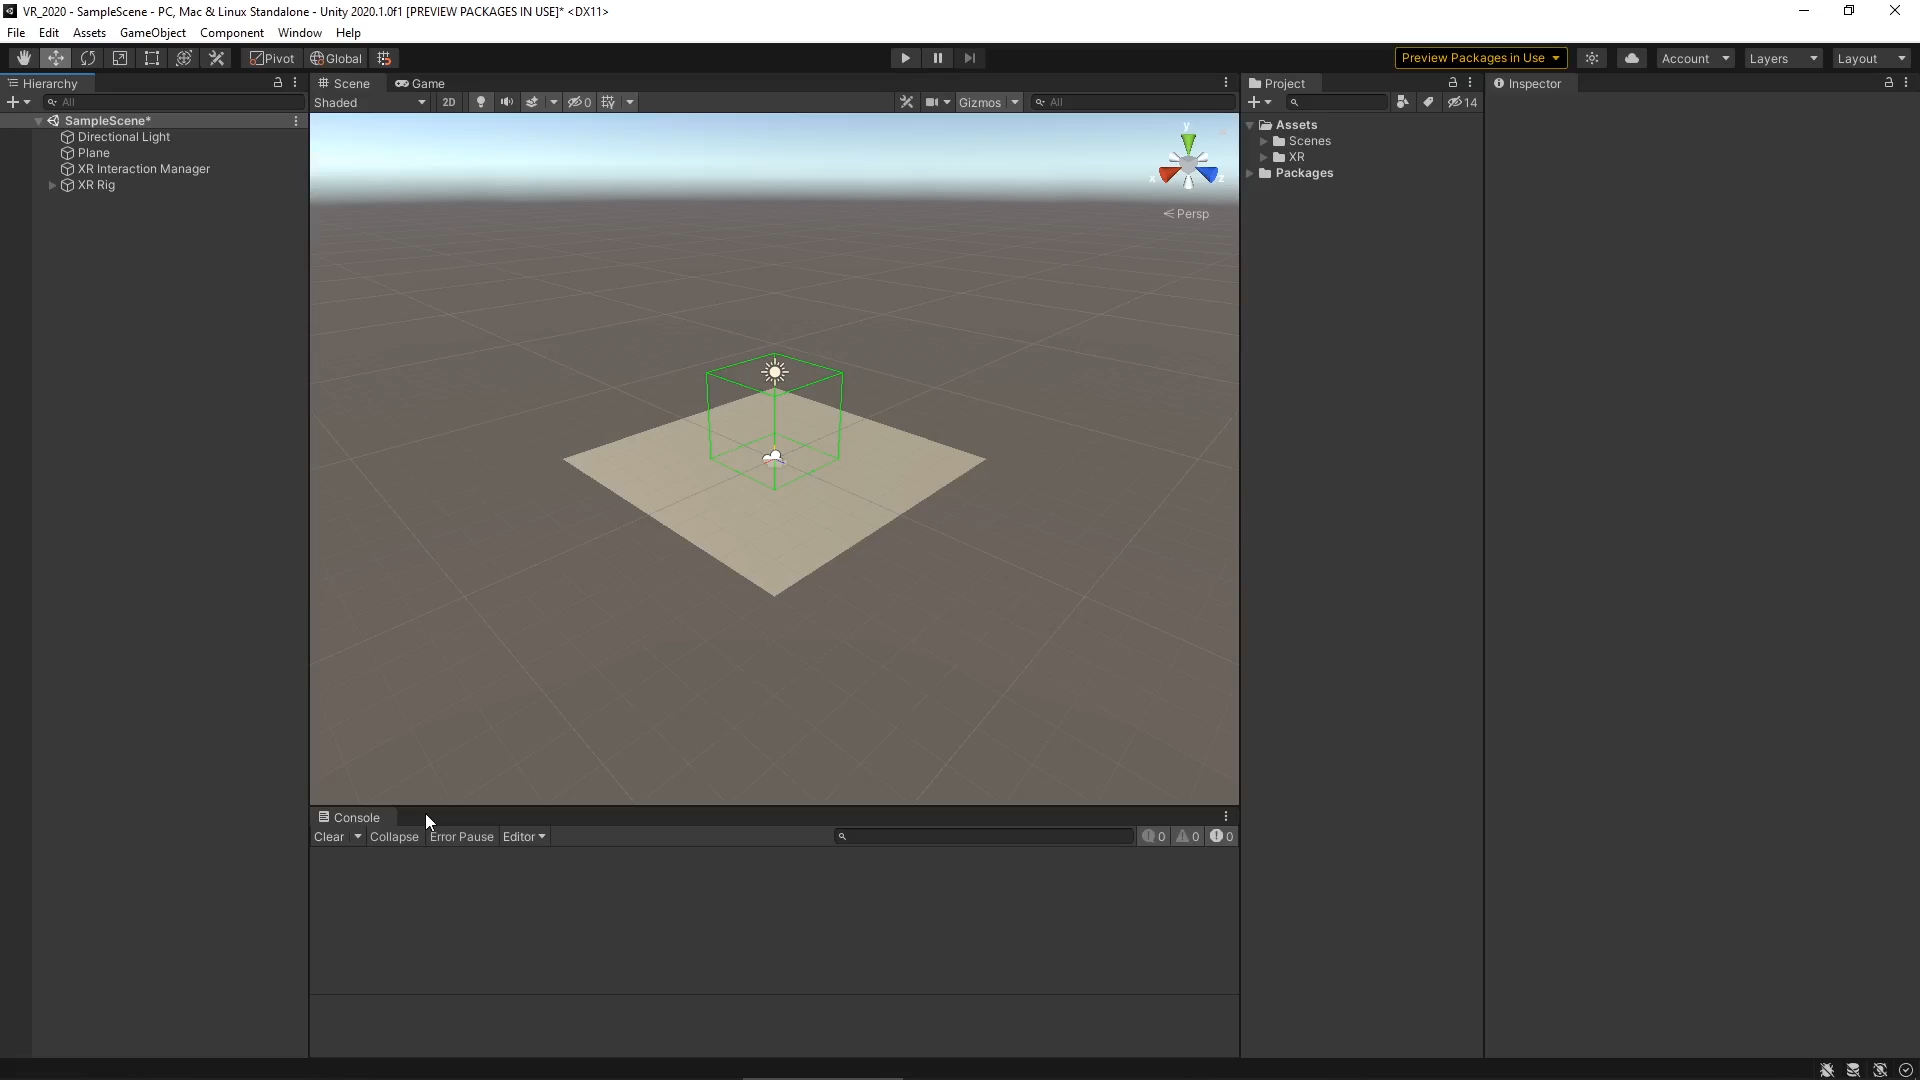 VR_2020 - SampleScene - PC, Mac & Linux Standalone - Unity 2020.1.0f1 [PREVIEW PACKAGES IN USE]* <DX11>
File Edit Assets GameObject Component Window Help
Pivot Global Preview Packages in Use Account Layers Layout
Hierarchy Scene Game Project Inspector
All Shaded 2D 0 Gizmos All 14
SampleScene*
Directional Light
Plane
XR Interaction Manager
XR Rig
y
x z
Persp
Assets
Scenes
XR
Packages
Console
Clear Collapse Error Pause Editor 0 0 0